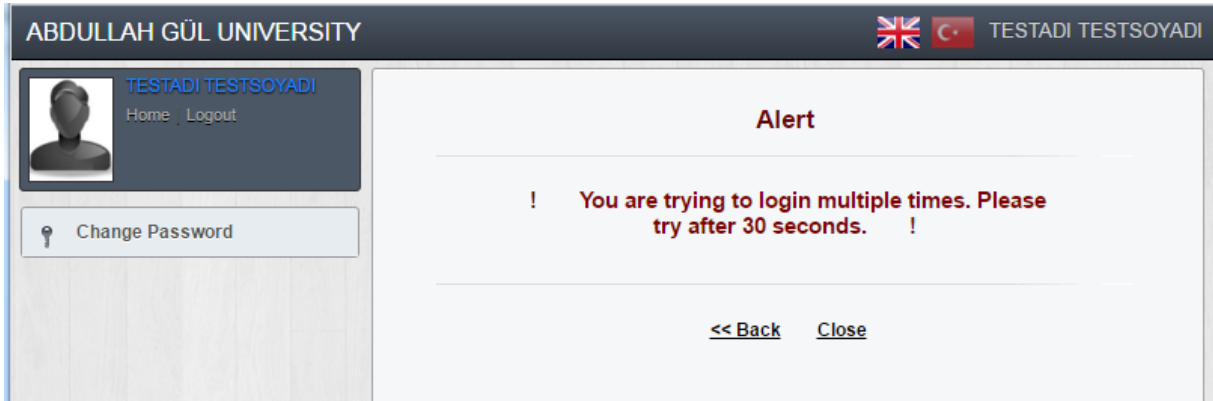 ABDULLAH GÜL UNIVERSITY
TESTADI TESTSOYADI
TESTADI TESTSOYADI
Home Logout
Change Password
Alert
! You are trying to login multiple times. Please
try after 30 seconds. !
<< Back Close